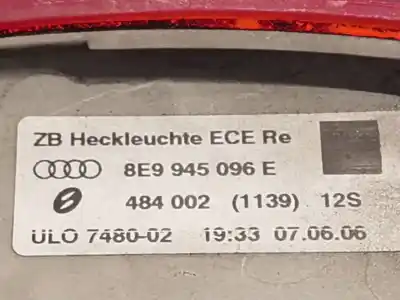 ZB Heckleuchte ECE Re
8E9 945 096 E
484 002 (1139) 12S
ULO 7480-02 19:33 07.06.06